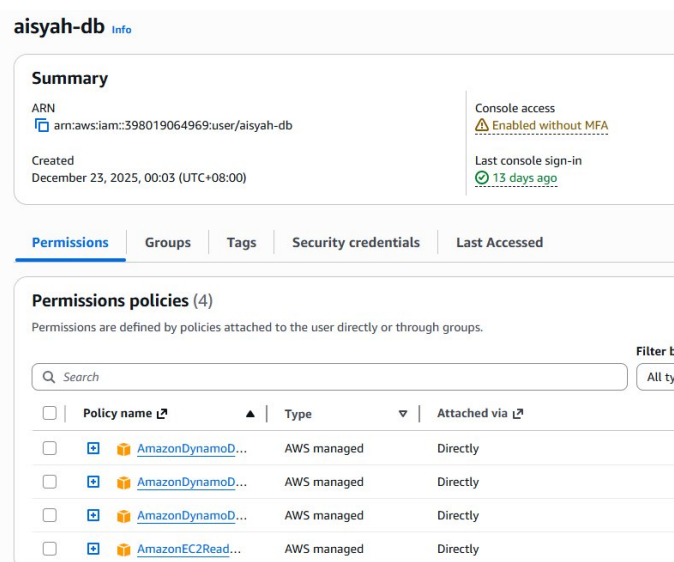 aisyah-db Info
Summary
ARN
arn:aws:iam::398019064969:user/aisyah-db
Console access
Enabled without MFA
Created
December 23, 2025, 00:03 (UTC+08:00)
Last console sign-in
13 days ago
Permissions Groups Tags Security credentials Last Accessed
Permissions policies (4)
Permissions are defined by policies attached to the user directly or through groups.
Filter b
Search
All ty
Policy name Type Attached via
AmazonDynamoD... AWS managed Directly
AmazonDynamoD... AWS managed Directly
AmazonDynamoD... AWS managed Directly
AmazonEC2Read... AWS managed Directly